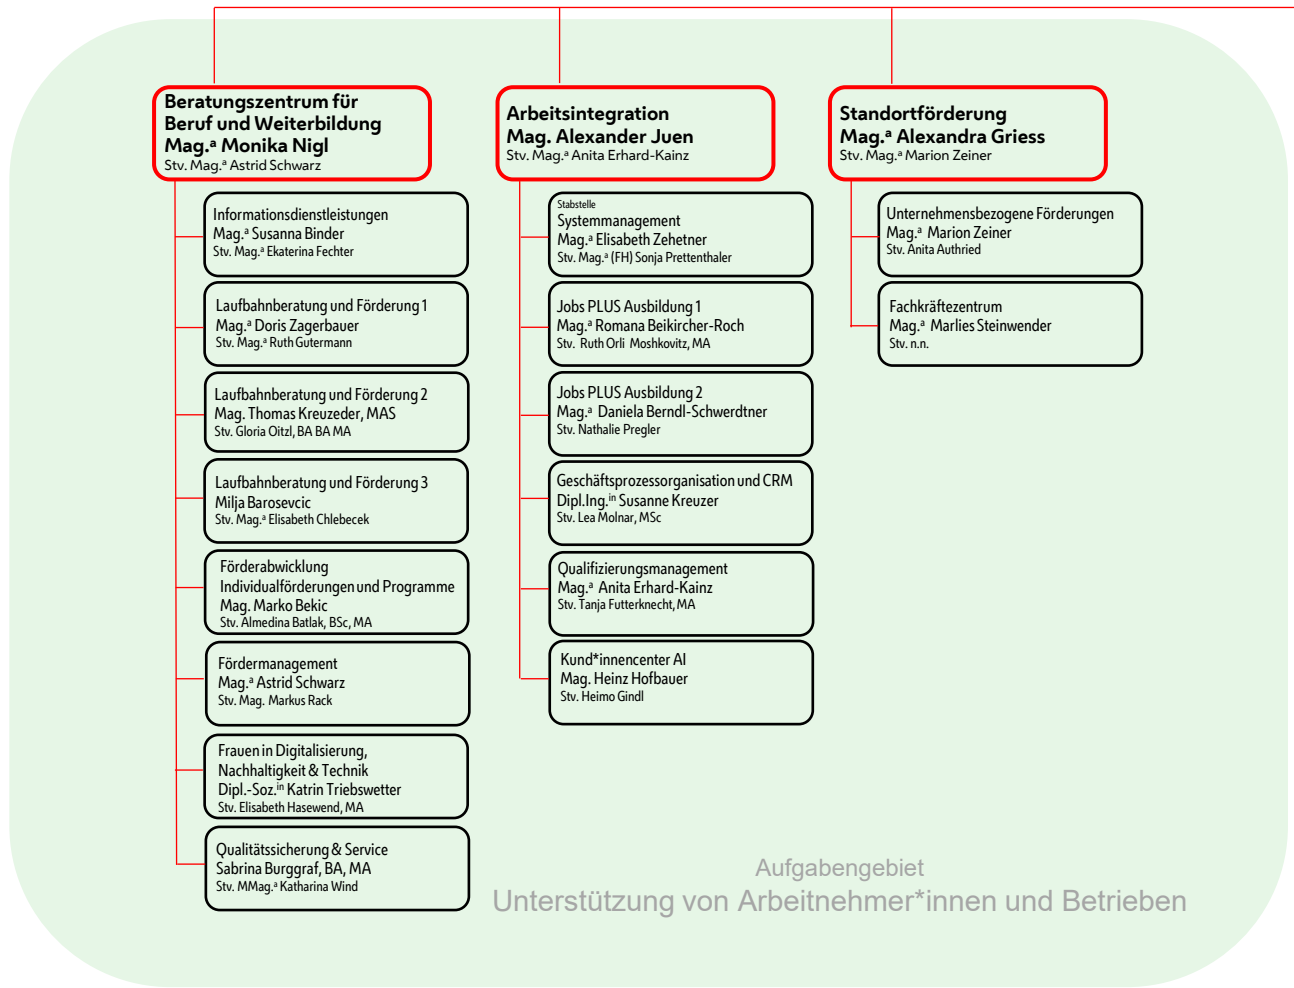 Beratungszentrum für
Beruf und Weiterbildung
Mag.ª Monika Nigl
Stv. Mag.ª Astrid Schwarz
Informationsdienstleistungen
Mag.ª Susanna Binder
Stv. Mag.ª Ekaterina Fechter
Laufbahnberatung und Förderung 1
Mag.ª Doris Zagerbauer
Stv. Mag.ª Ruth Gutermann
Laufbahnberatung und Förderung 2
Mag. Thomas Kreuzeder, MAS
Stv. Gloria Oitzl, BA BA MA
Laufbahnberatung und Förderung 3
Milja Barosevcic
Stv. Mag.ª Elisabeth Chlebecek
Förderabwicklung
Individualförderungen und Programme
Mag. Marko Bekic
Stv. Almedina Batlak, BSc, MA
Fördermanagement
Mag.ª Astrid Schwarz
Stv. Mag. Markus Rack
Frauen in Digitalisierung,
Nachhaltigkeit & Technik
Dipl.-Soz.ⁱⁿ Katrin Triebswetter
Stv. Elisabeth Hasewend, MA
Qualitätssicherung & Service
Sabrina Burggraf, BA, MA
Stv. MMag.ª Katharina Wind
Arbeitsintegration
Mag. Alexander Juen
Stv. Mag.ª Anita Erhard-Kainz
Stabstelle
Systemmanagement
Mag.ª Elisabeth Zehetner
Stv. Mag.ª (FH) Sonja Prettenthaler
Jobs PLUS Ausbildung 1
Mag.ª Romana Beikircher-Roch
Stv. Ruth Orli Moshkovitz, MA
Jobs PLUS Ausbildung 2
Mag.ª Daniela Berndl-Schwerdtner
Stv. Nathalie Pregler
Geschäftsprozessorganisation und CRM
Dipl.Ing.ⁱⁿ Susanne Kreuzer
Stv. Lea Molnar, MSc
Qualifizierungsmanagement
Mag.ª Anita Erhard-Kainz
Stv. Tanja Futterknecht, MA
Kund*innencenter AI
Mag. Heinz Hofbauer
Stv. Heimo Gindl
Standortförderung
Mag.ª Alexandra Griess
Stv. Mag.ª Marion Zeiner
Unternehmensbezogene Förderungen
Mag.ª Marion Zeiner
Stv. Anita Authried
Fachkräftezentrum
Mag.ª Marlies Steinwender
Stv. n.n.
Aufgabengebiet
Unterstützung von Arbeitnehmer*innen und Betrieben